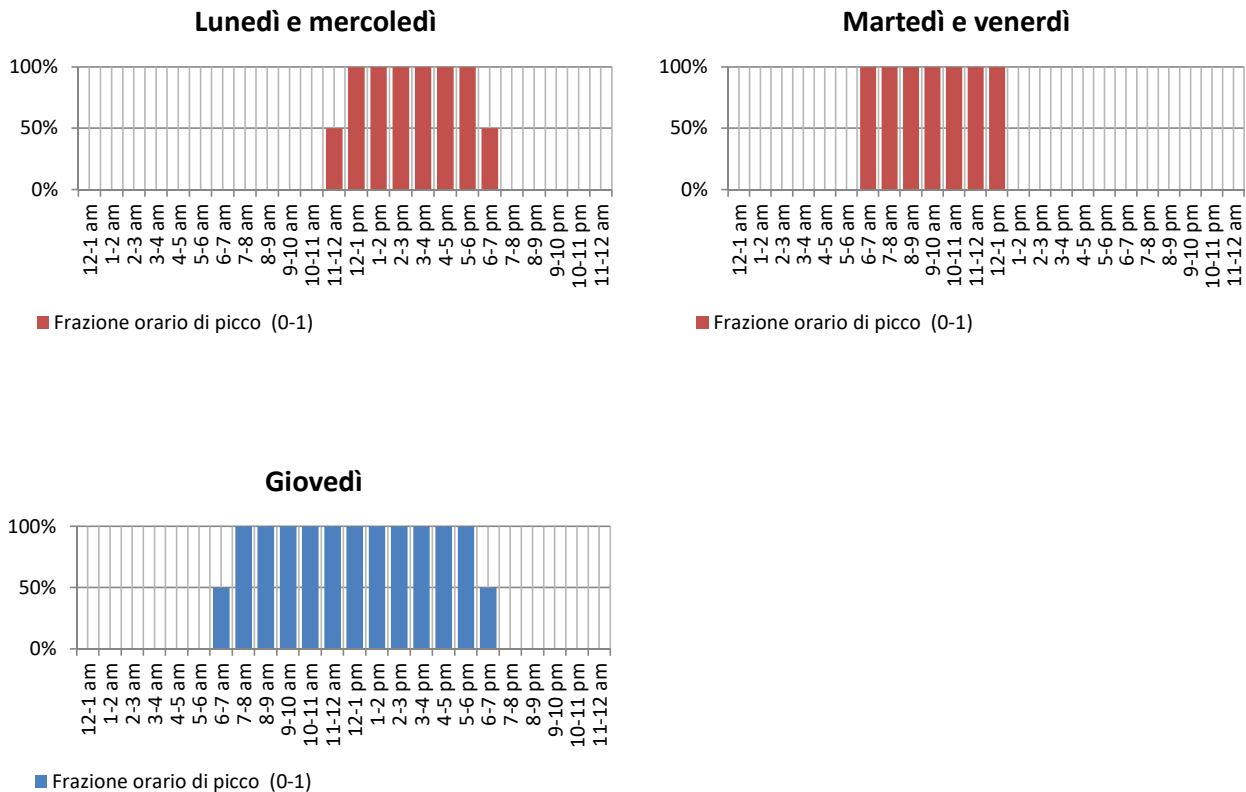 Lunedì e mercoledì
100%
50%
0%
12-1 am
1-2 am
2-3 am
3-4 am
4-5 am
5-6 am
6-7 am
7-8 am
8-9 am
9-10 am
10-11 am
11-12 am
12-1 pm
1-2 pm
2-3 pm
3-4 pm
4-5 pm
5-6 pm
6-7 pm
7-8 pm
8-9 pm
9-10 pm
10-11 pm
11-12 am
Frazione orario di picco (0-1)
Martedì e venerdì
100%
50%
0%
12-1 am
1-2 am
2-3 am
3-4 am
4-5 am
5-6 am
6-7 am
7-8 am
8-9 am
9-10 am
10-11 am
11-12 am
12-1 pm
1-2 pm
2-3 pm
3-4 pm
4-5 pm
5-6 pm
6-7 pm
7-8 pm
8-9 pm
9-10 pm
10-11 pm
11-12 am
Frazione orario di picco (0-1)
Giovedì
100%
50%
0%
12-1 am
1-2 am
2-3 am
3-4 am
4-5 am
5-6 am
6-7 am
7-8 am
8-9 am
9-10 am
10-11 am
11-12 am
12-1 pm
1-2 pm
2-3 pm
3-4 pm
4-5 pm
5-6 pm
6-7 pm
7-8 pm
8-9 pm
9-10 pm
10-11 pm
11-12 am
Frazione orario di picco (0-1)